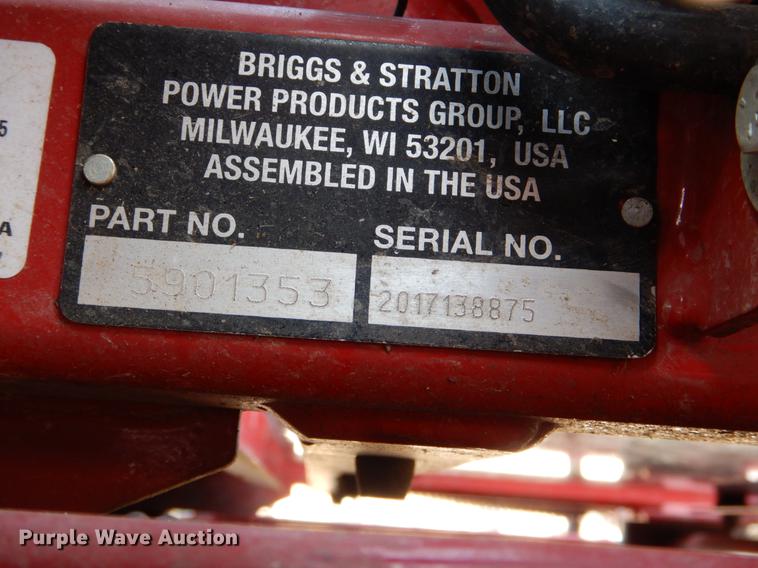 BRIGGS & STRATTON
POWER PRODUCTS GROUP, LLC
MILWAUKEE, WI 53201, USA
ASSEMBLED IN THE USA
PART NO.
5901353
SERIAL NO.
2017138875
5
A
Purple Wave Auction